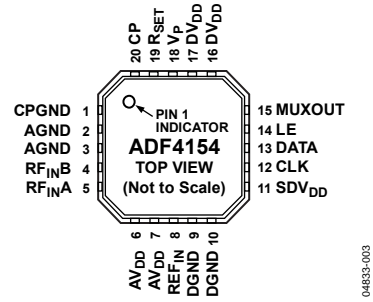 20 CP
19 RSET
18 VP
17 DVDD
16 DVDD
CPGND 1
AGND 2
AGND 3
RFINB 4
RFINA 5
PIN 1
INDICATOR
ADF4154
TOP VIEW
(Not to Scale)
15 MUXOUT
14 LE
13 DATA
12 CLK
11 SDVDD
AVDD 6
AVDD 7
REFIN 8
DGND 9
DGND 10
04833-003